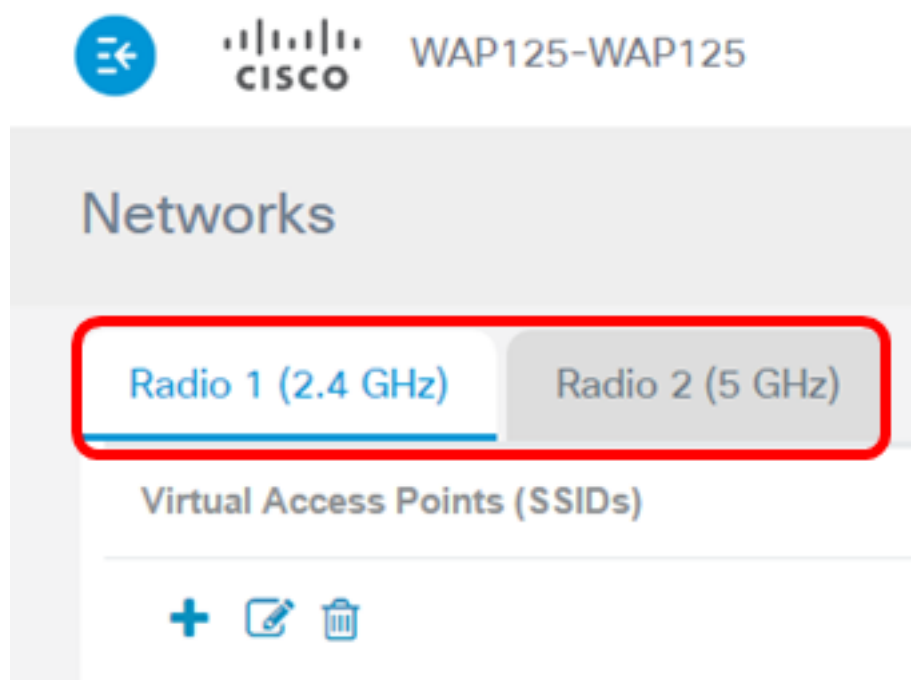 CISCO WAP125-WAP125
Networks
Radio 1 (2.4 GHz) Radio 2 (5 GHz)
Virtual Access Points (SSIDs)